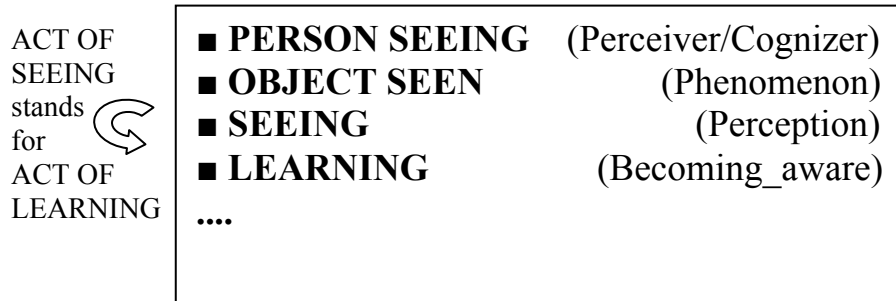 ACT OF
SEEING
stands
for
ACT OF
LEARNING
■ PERSON SEEING (Perceiver/Cognizer)
■ OBJECT SEEN (Phenomenon)
■ SEEING (Perception)
■ LEARNING (Becoming_aware)
....